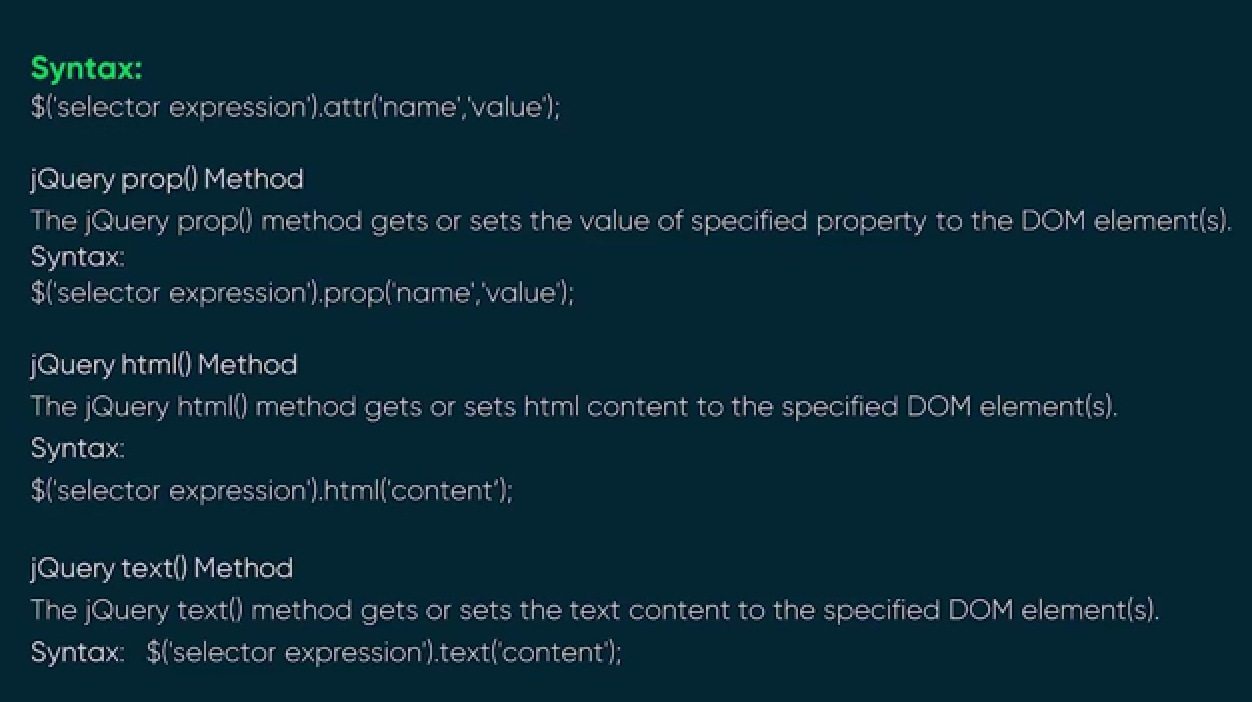 Syntax:
$('selector expression').attr('name','value');
jQuery prop() Method
The jQuery prop() method gets or sets the value of specified property to the DOM element(s).
Syntax:
$('selector expression').prop('name','value');
jQuery html() Method
The jQuery html() method gets or sets html content to the specified DOM element(s).
Syntax:
$('selector expression').html('content');
jQuery text() Method
The jQuery text() method gets or sets the text content to the specified DOM element(s).
Syntax: $('selector expression').text('content');